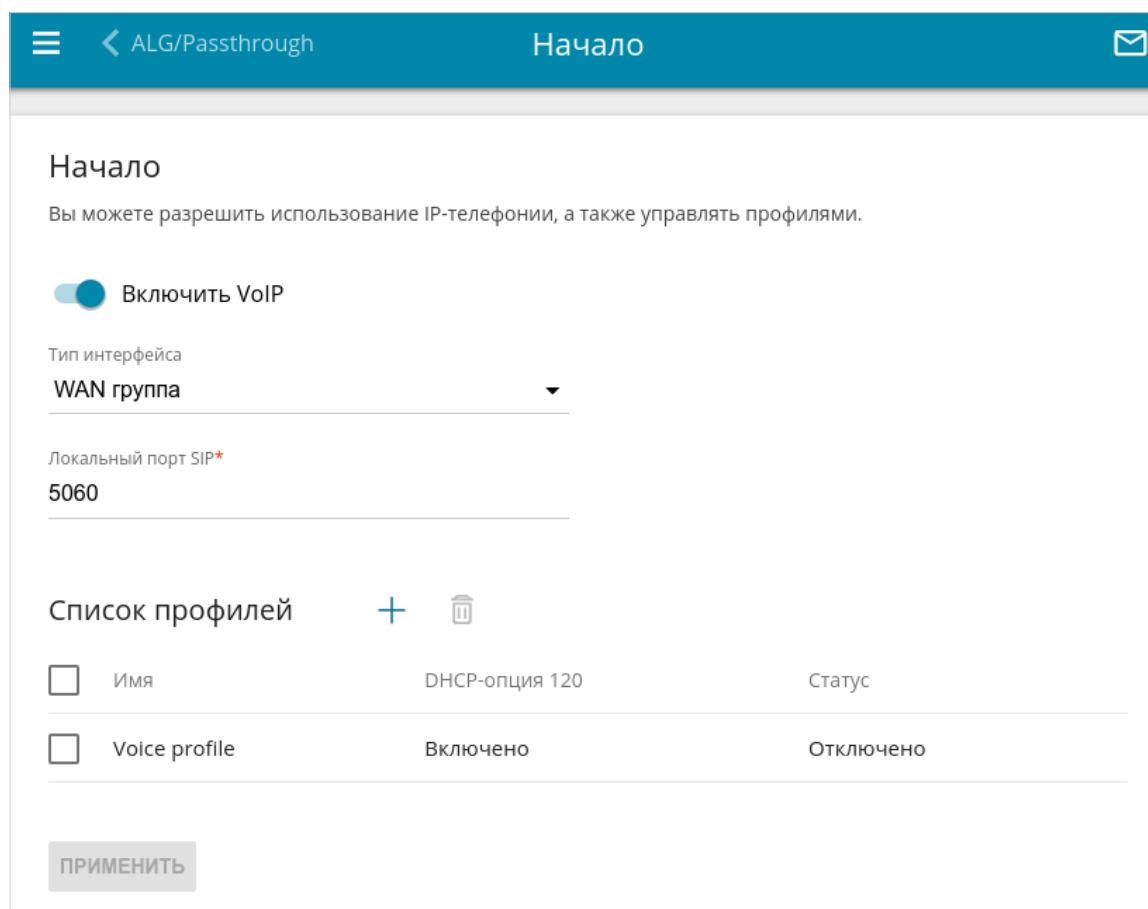 ALG/Passthrough Начало
Начало
Вы можете разрешить использование IP-телефонии, а также управлять профилями.
Включить VoIP
Тип интерфейса
WAN группа
Локальный порт SIP*
5060
Список профилей
Имя DHCP-опция 120 Статус
Voice profile Включено Отключено
ПРИМЕНИТЬ